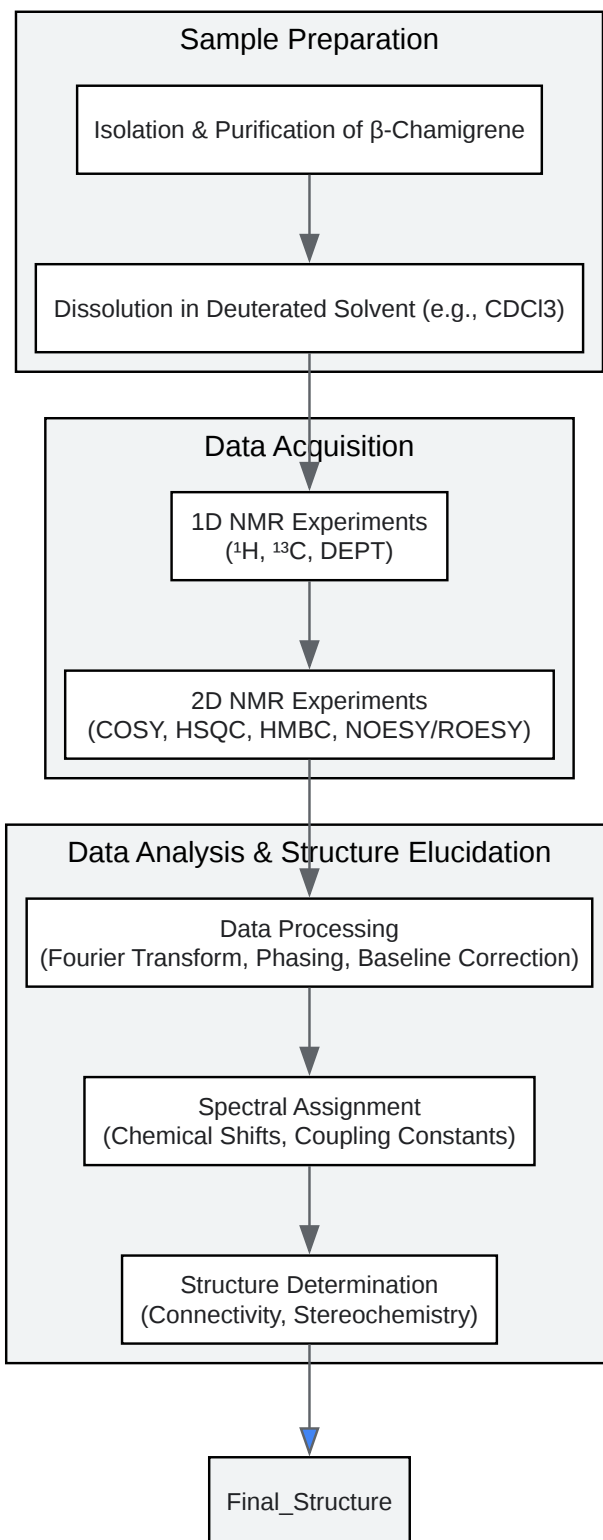 Sample Preparation
Isolation & Purification of β-Chamigrene
Dissolution in Deuterated Solvent (e.g., CDCl3)
Data Acquisition
1D NMR Experiments
(¹H, ¹³C, DEPT)
2D NMR Experiments
(COSY, HSQC, HMBC, NOESY/ROESY)
Data Analysis & Structure Elucidation
Data Processing
(Fourier Transform, Phasing, Baseline Correction)
Spectral Assignment
(Chemical Shifts, Coupling Constants)
Structure Determination
(Connectivity, Stereochemistry)
Final_Structure